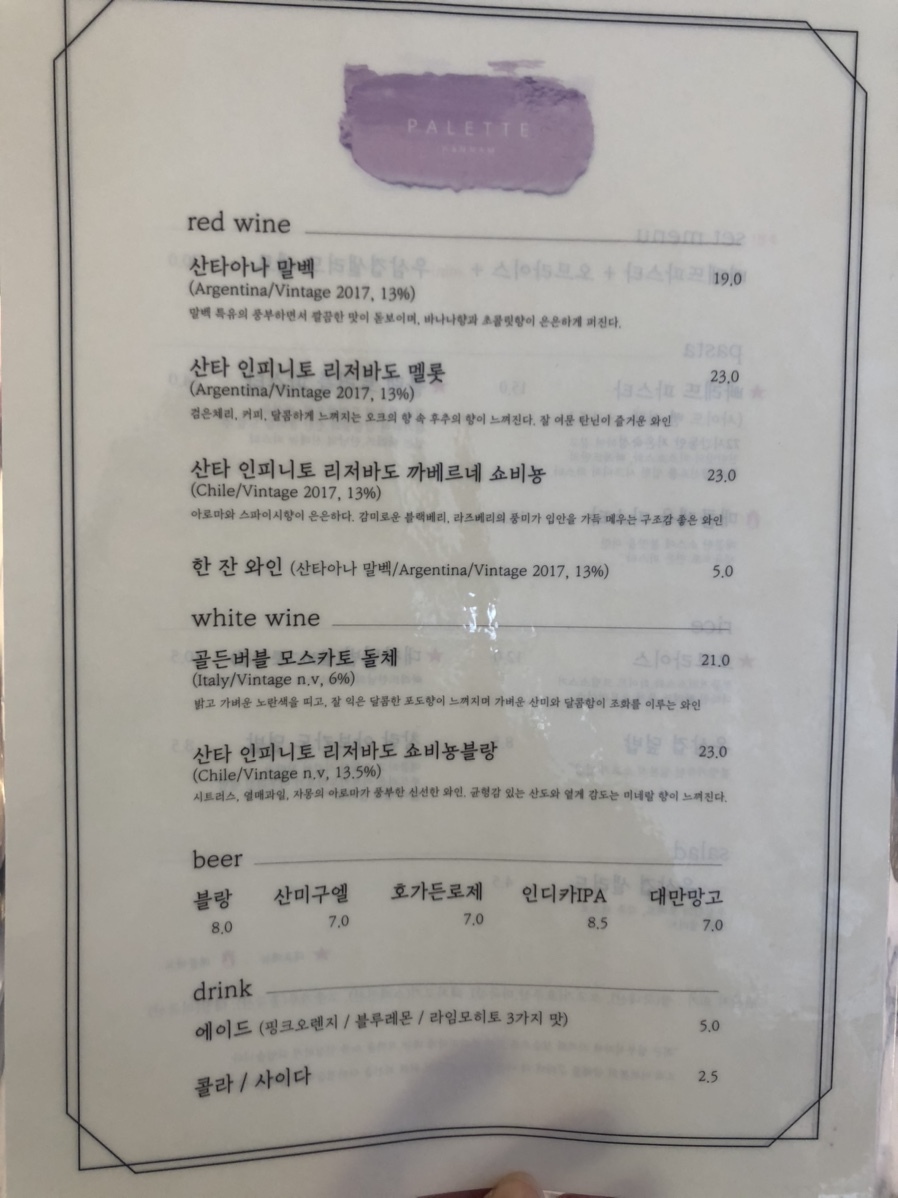 PALETTE
HANNAM
red wine
산타아나 말벡 19.0
(Argentina/Vintage 2017, 13%)
말벡 특유의 풍부하면서 깔끔한 맛이 돋보이며, 바나나향과 초콜릿향이 은은하게 퍼진다.
산타 인피니토 리저바도 멜롯 23.0
(Argentina/Vintage 2017, 13%)
검은체리, 커피, 달콤하게 느껴지는 오크의 향 속 후추의 향이 느껴진다. 잘 여문 탄닌이 즐거운 와인
산타 인피니토 리저바도 까베르네 쇼비뇽 23.0
(Chile/Vintage 2017, 13%)
아로마와 스파이시향이 은은하다. 감미로운 블랙베리, 라즈베리의 풍미가 입안을 가득 메우는 구조감 좋은 와인
한 잔 와인 (산타아나 말벡/Argentina/Vintage 2017, 13%) 5.0
white wine
골든버블 모스카토 돌체 21.0
(Italy/Vintage n.v, 6%)
밝고 가벼운 노란색을 띠고, 잘 익은 달콤한 포도향이 느껴지며 가벼운 산미와 달콤함이 조화를 이루는 와인
산타 인피니토 리저바도 쇼비뇽블랑 23.0
(Chile/Vintage n.v, 13.5%)
시트러스, 열매과일, 자몽의 아로마가 풍부한 신선한 와인. 균형감 있는 산도와 옅게 감도는 미네랄 향이 느껴진다.
beer
블랑 산미구엘 호가든로제 인디카IPA 대만망고
8.0 7.0 7.0 8.5 7.0
drink
에이드 (핑크오렌지 / 블루레몬 / 라임모히토 3가지 맛) 5.0
콜라 / 사이다 2.5